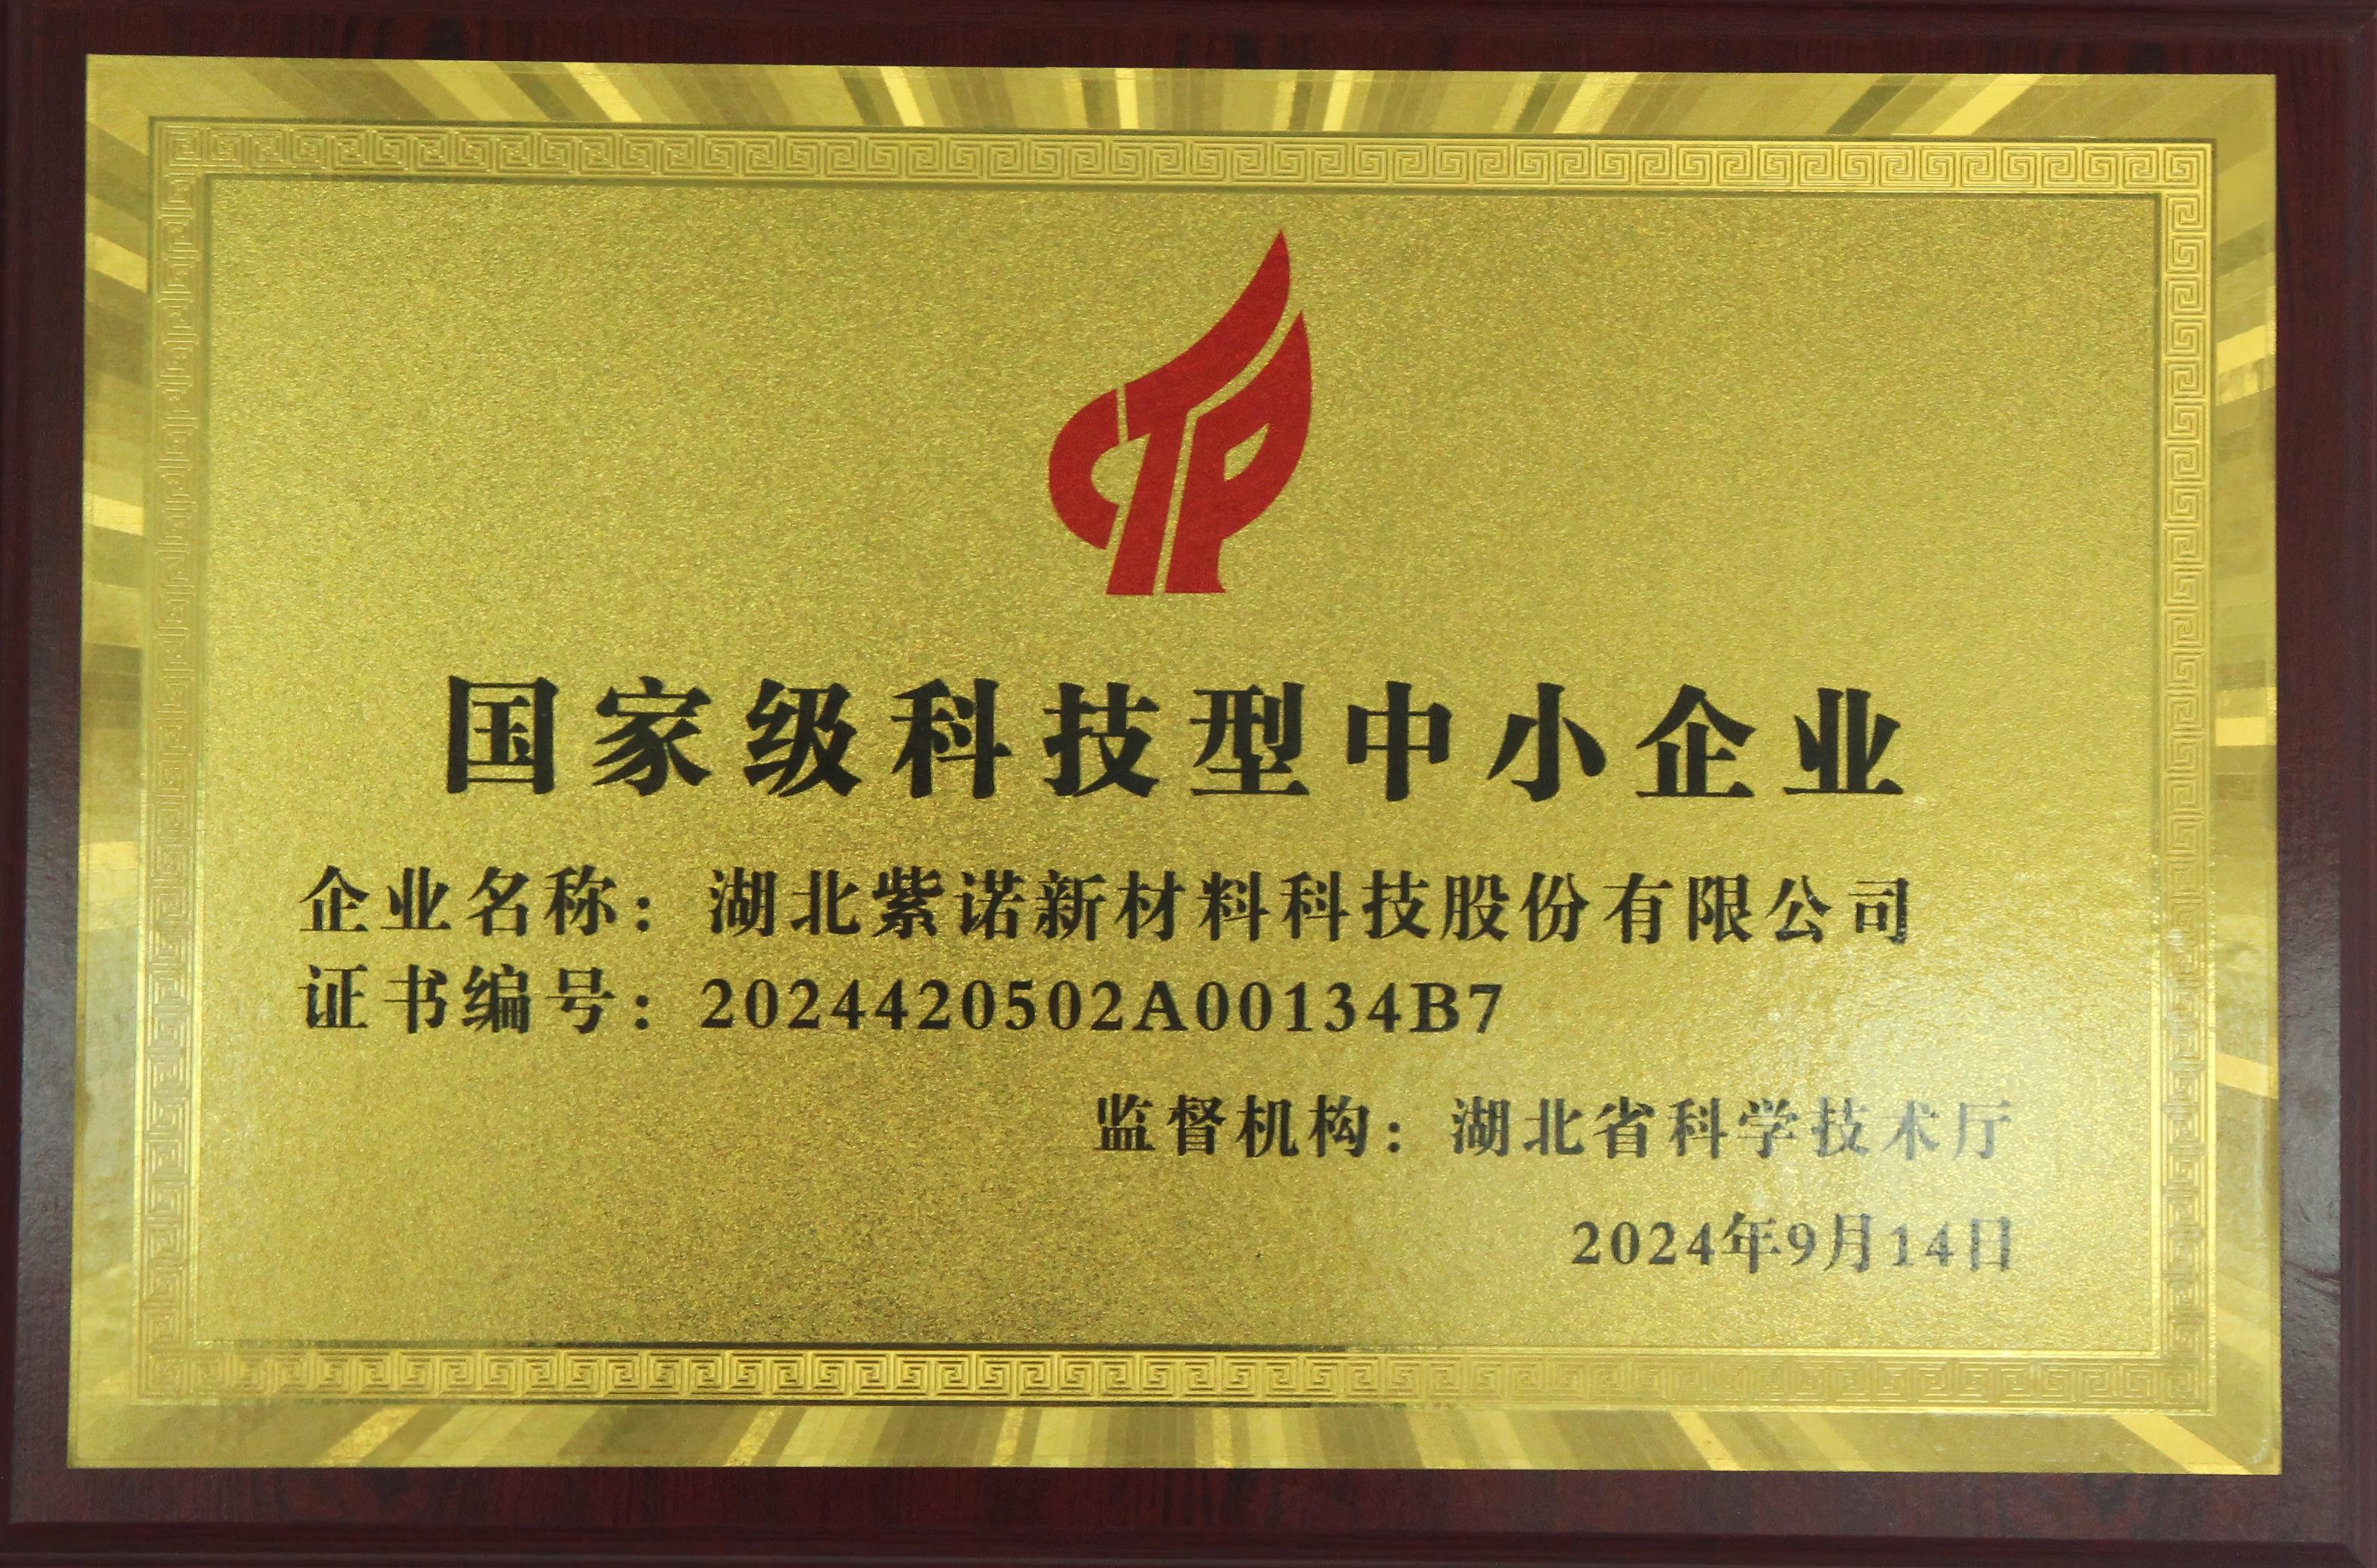 CTP
国家级科技型中小企业
企业名称：湖北紫诺新材料科技股份有限公司
证书编号：2024420502A00134B7
监督机构：湖北省科学技术厅
2024年9月14日